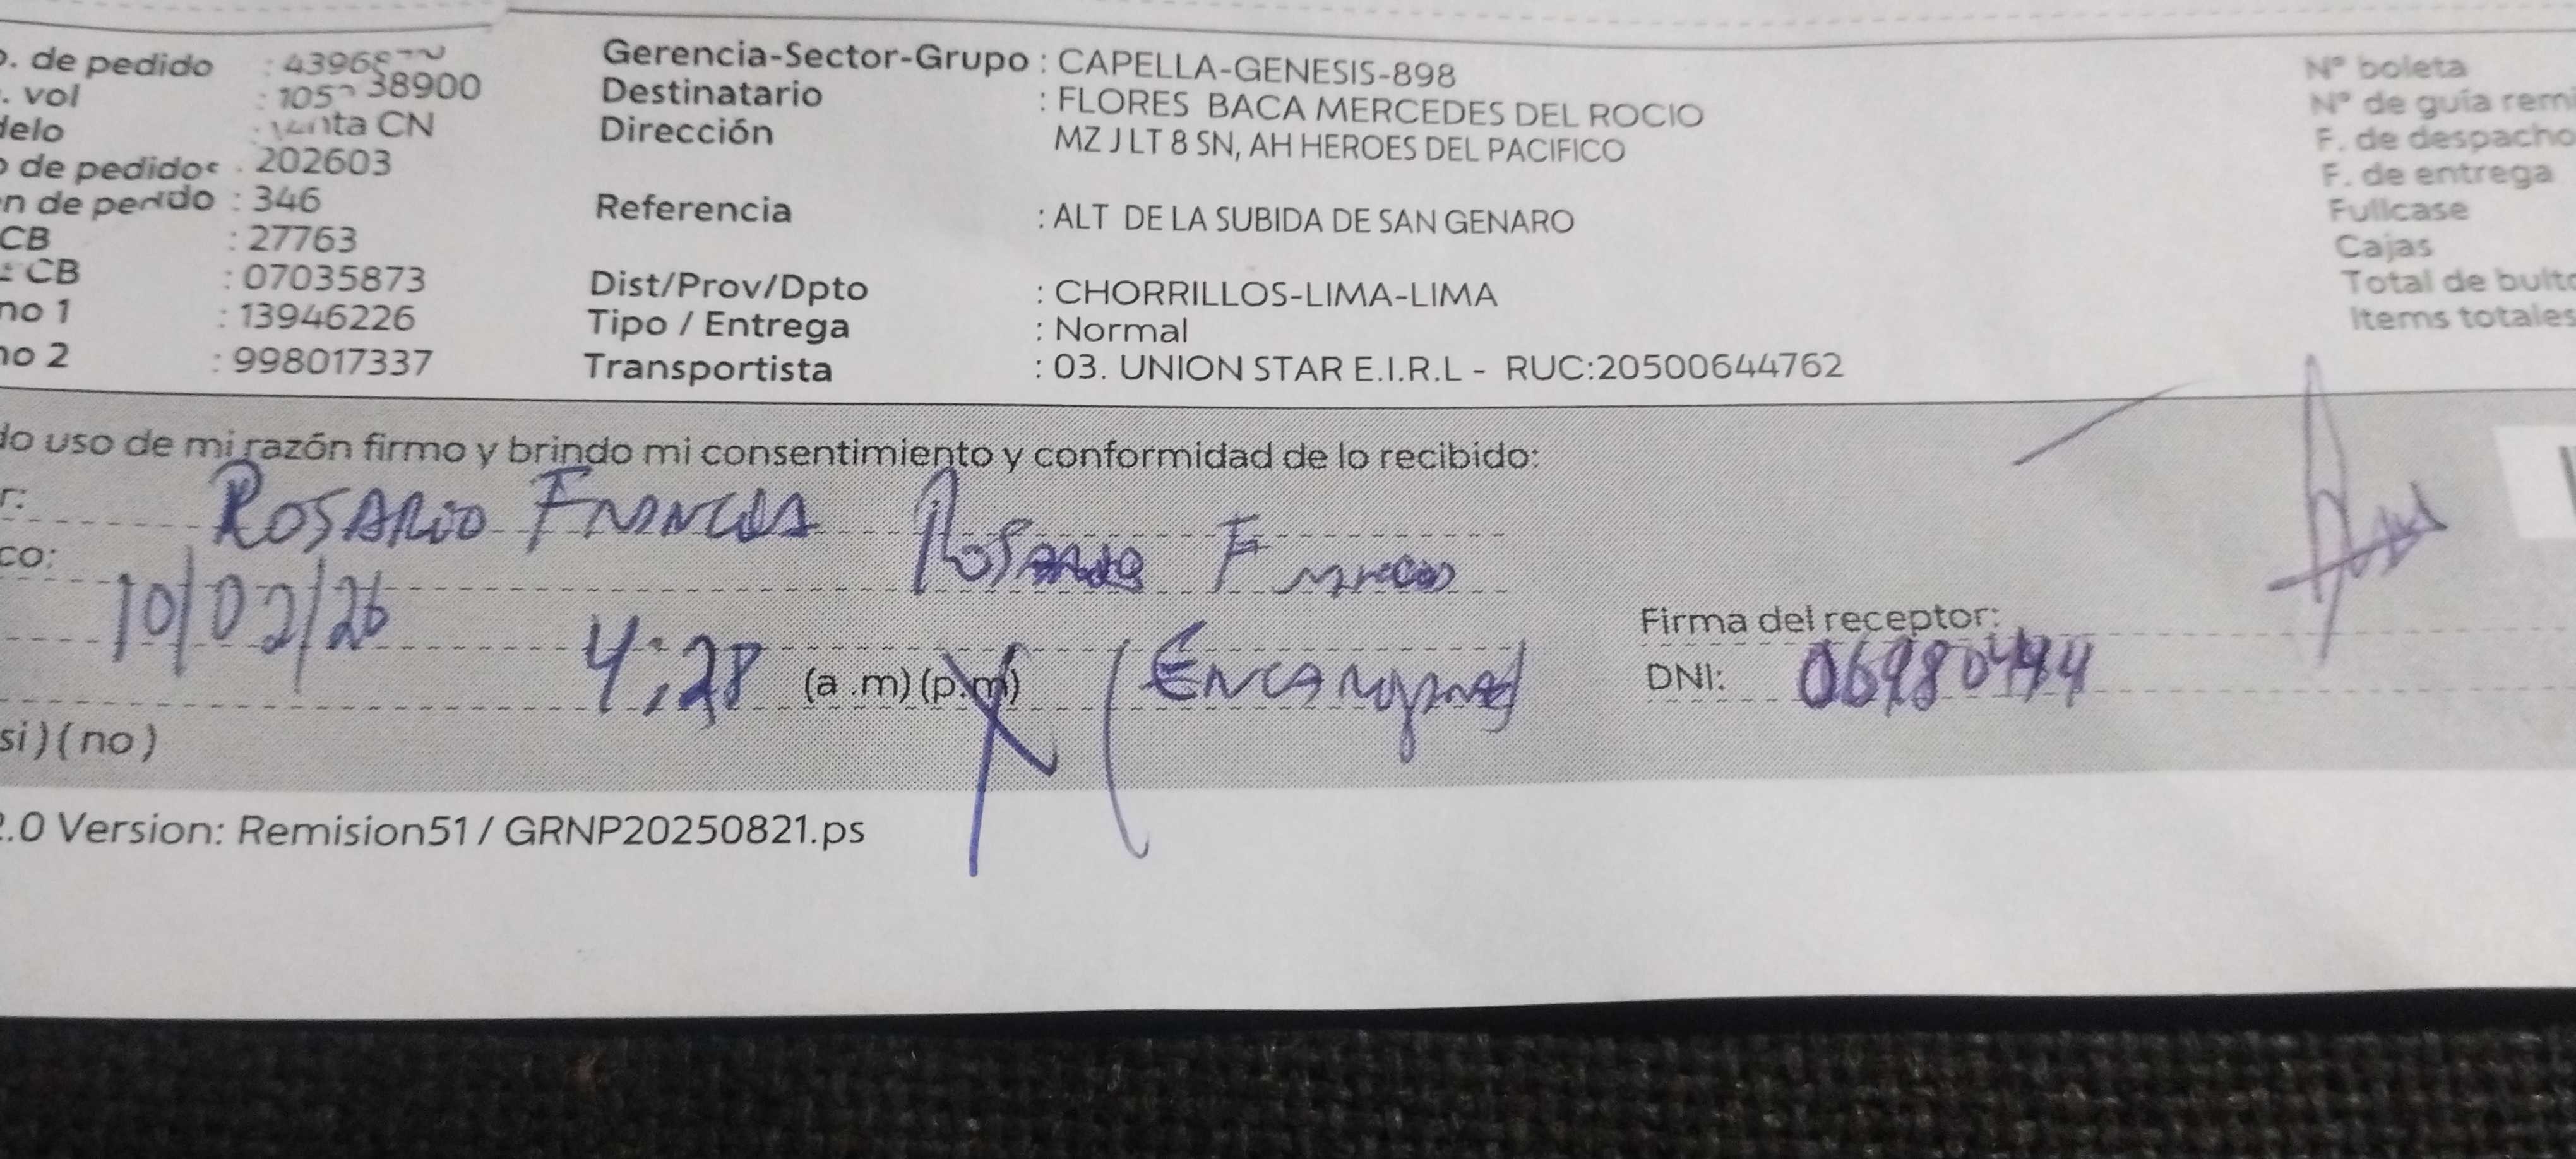 . de pedido
Gerencia-Sector-Grupo : CAPELLA-GENESIS-898
Nº boleta
. vol : 38900
Destinatario : FLORES BACA MERCEDES DEL ROCIO
Nº de guía remi
delo CN
Dirección MZ J LT 8 SN, AH HEROES DEL PACIFICO
F. de despacho
o de pedidos : 202603
F. de entrega
n de pedido : 346
Referencia : ALT DE LA SUBIDA DE SAN GENARO
Fullcase
CB : 27763
Cajas
CB : 07035873
Dist/Prov/Dpto : CHORRILLOS-LIMA-LIMA
Total de bulto
no 1 : 13946226
Tipo / Entrega : Normal
Items totales
no 2 : 998017337
Transportista : 03. UNION STAR E.I.R.L - RUC:20500644762
do uso de mi razón firmo y brindo mi consentimiento y conformidad de lo recibido:
r: ROSARIO
co:
10/02/26
4:28 (a .m) (p.m)
Firma del receptor:
DNI:
si ) ( no )
2.0 Version: Remision51 / GRNP20250821.ps